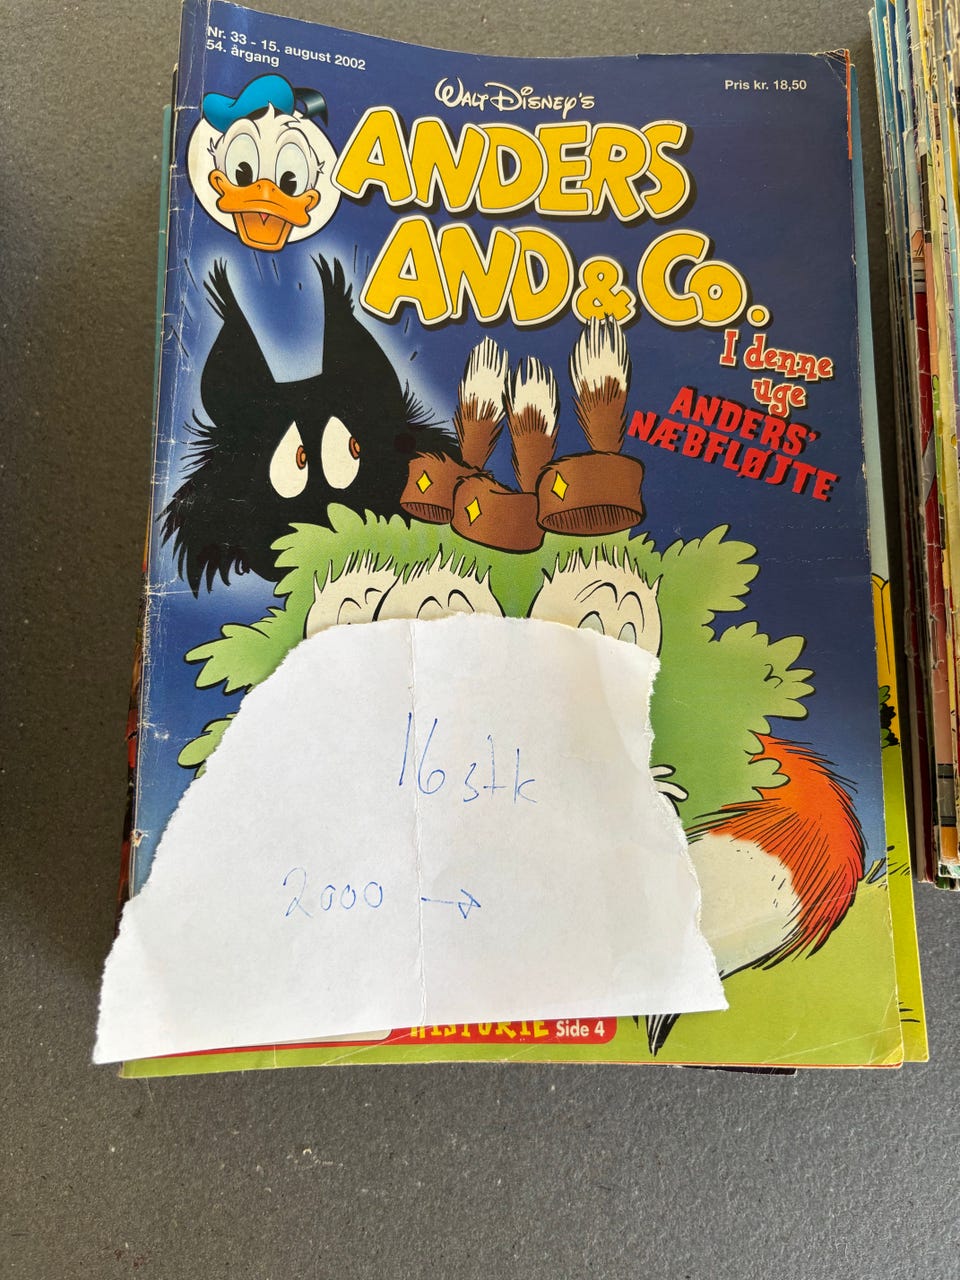 Nr. 33 - 15. august 2002
54. årgang
Pris kr. 18,50
WALT DISNEY'S
ANDERS
AND & Co.
I denne
uge
ANDERS'
NÆBFLØJTE
16 stk
2000 →
HISTORIE Side 4